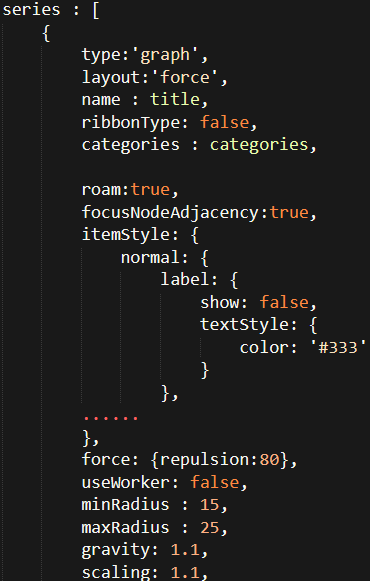 series : [
{
type:'graph',
layout:'force',
name : title,
ribbonType: false,
categories : categories,
roam:true,
focusNodeAdjacency:true,
itemStyle: {
normal: {
label: {
show: false,
textStyle: {
color: '#333'
}
},
......
},
force: {repulsion:80},
useWorker: false,
minRadius : 15,
maxRadius : 25,
gravity: 1.1,
scaling: 1.1,